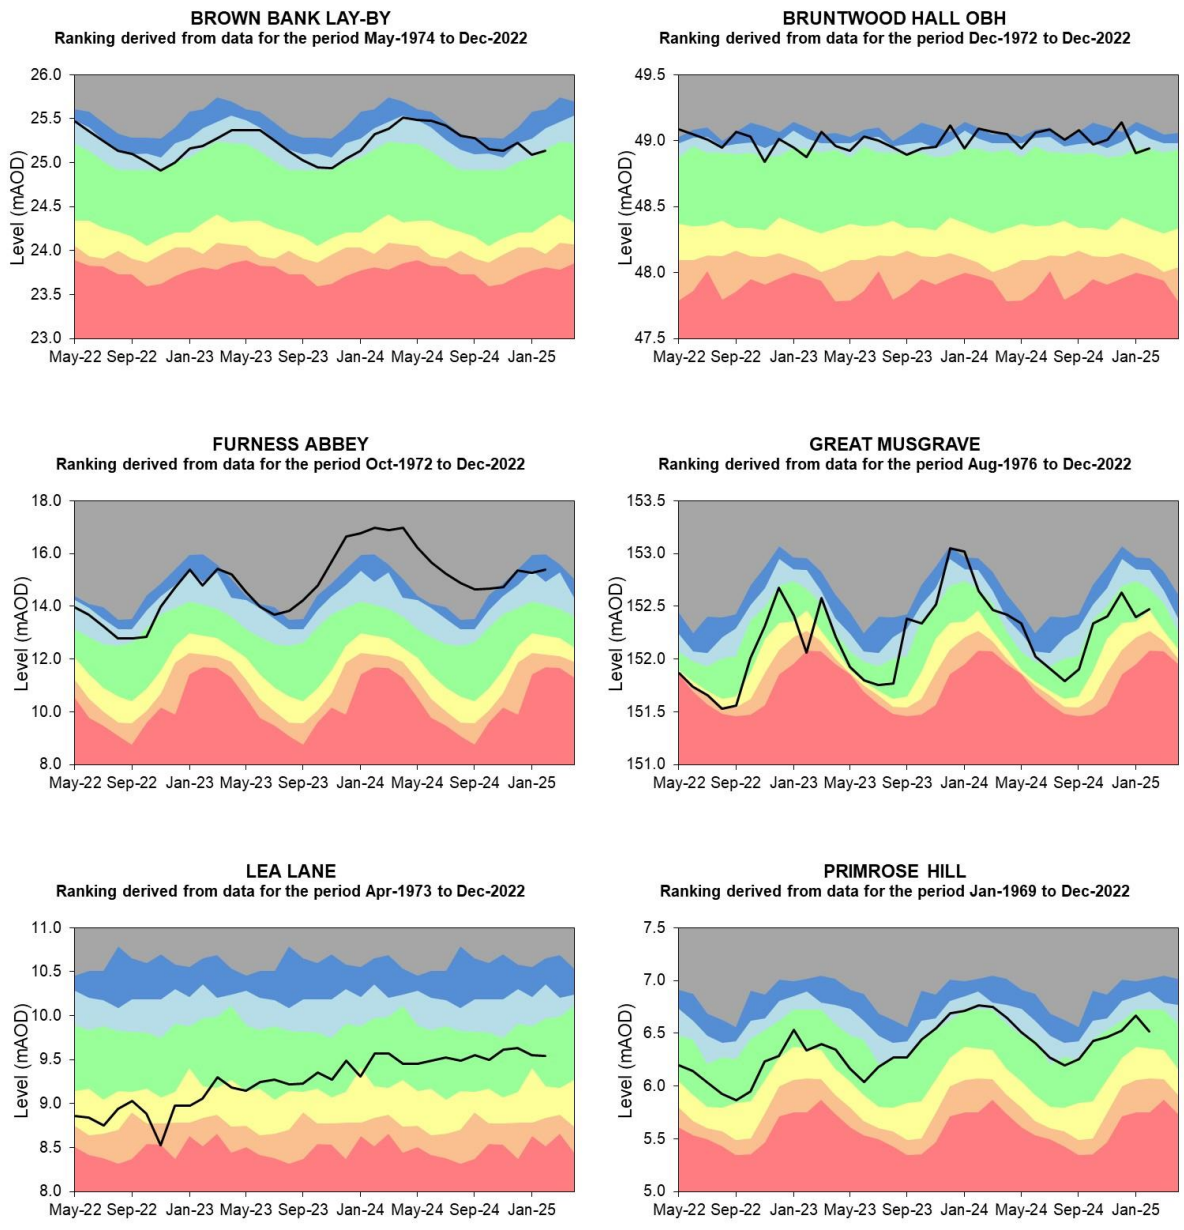 BROWN BANK LAY-BY
Ranking derived from data for the period May-1974 to Dec-2022
Level (mAOD)
26.0
25.5
25.0
24.5
24.0
23.5
23.0
May-22 Sep-22 Jan-23 May-23 Sep-23 Jan-24 May-24 Sep-24 Jan-25
BRUNTWOOD HALL OBH
Ranking derived from data for the period Dec-1972 to Dec-2022
Level (mAOD)
49.5
49.0
48.5
48.0
47.5
May-22 Sep-22 Jan-23 May-23 Sep-23 Jan-24 May-24 Sep-24 Jan-25
FURNESS ABBEY
Ranking derived from data for the period Oct-1972 to Dec-2022
Level (mAOD)
18.0
16.0
14.0
12.0
10.0
8.0
May-22 Sep-22 Jan-23 May-23 Sep-23 Jan-24 May-24 Sep-24 Jan-25
GREAT MUSGRAVE
Ranking derived from data for the period Aug-1976 to Dec-2022
Level (mAOD)
153.5
153.0
152.5
152.0
151.5
151.0
May-22 Sep-22 Jan-23 May-23 Sep-23 Jan-24 May-24 Sep-24 Jan-25
LEA LANE
Ranking derived from data for the period Apr-1973 to Dec-2022
Level (mAOD)
11.0
10.5
10.0
9.5
9.0
8.5
8.0
May-22 Sep-22 Jan-23 May-23 Sep-23 Jan-24 May-24 Sep-24 Jan-25
PRIMROSE HILL
Ranking derived from data for the period Jan-1969 to Dec-2022
Level (mAOD)
7.5
7.0
6.5
6.0
5.5
5.0
May-22 Sep-22 Jan-23 May-23 Sep-23 Jan-24 May-24 Sep-24 Jan-25